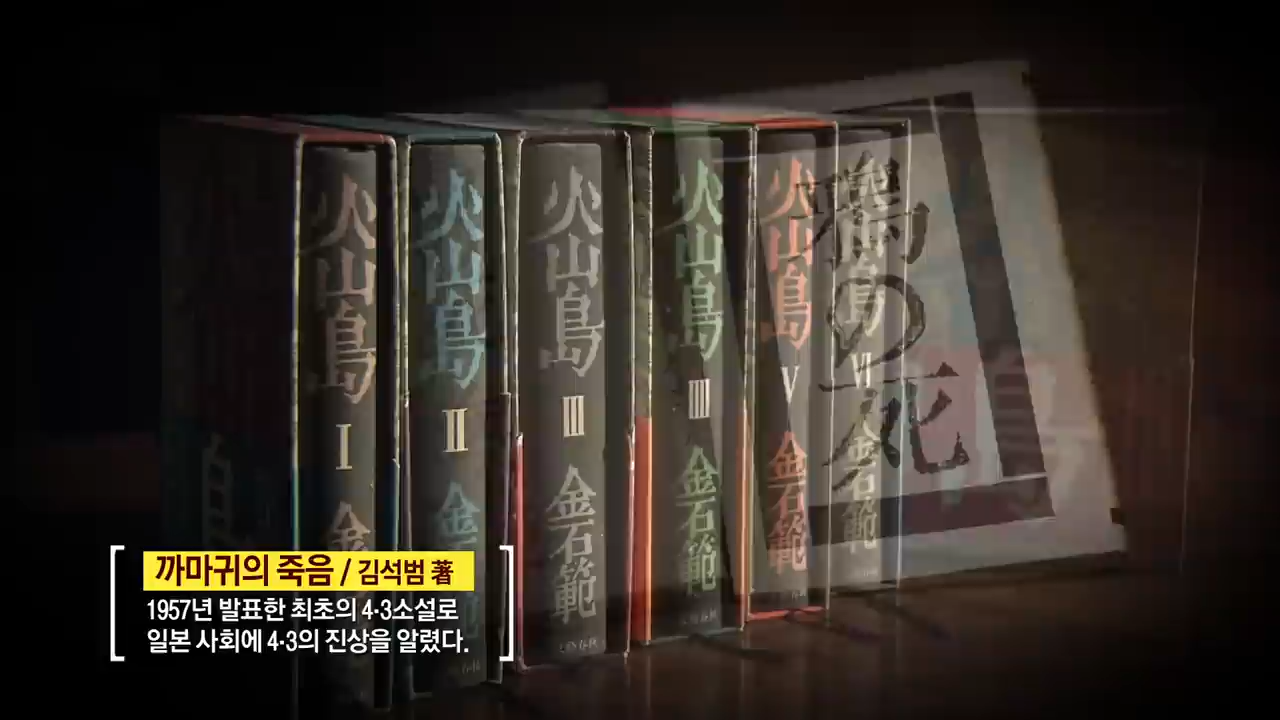 火山島 I 金
火山島 II 金
火山島 III 金石範
火山島 III 金石範
火山島 V 金石範
火山島 VI 金石範
鴉の死
島
까마귀의 죽음 / 김석범 著
1957년 발표한 최초의 4·3소설로
일본 사회에 4·3의 진상을 알렸다.